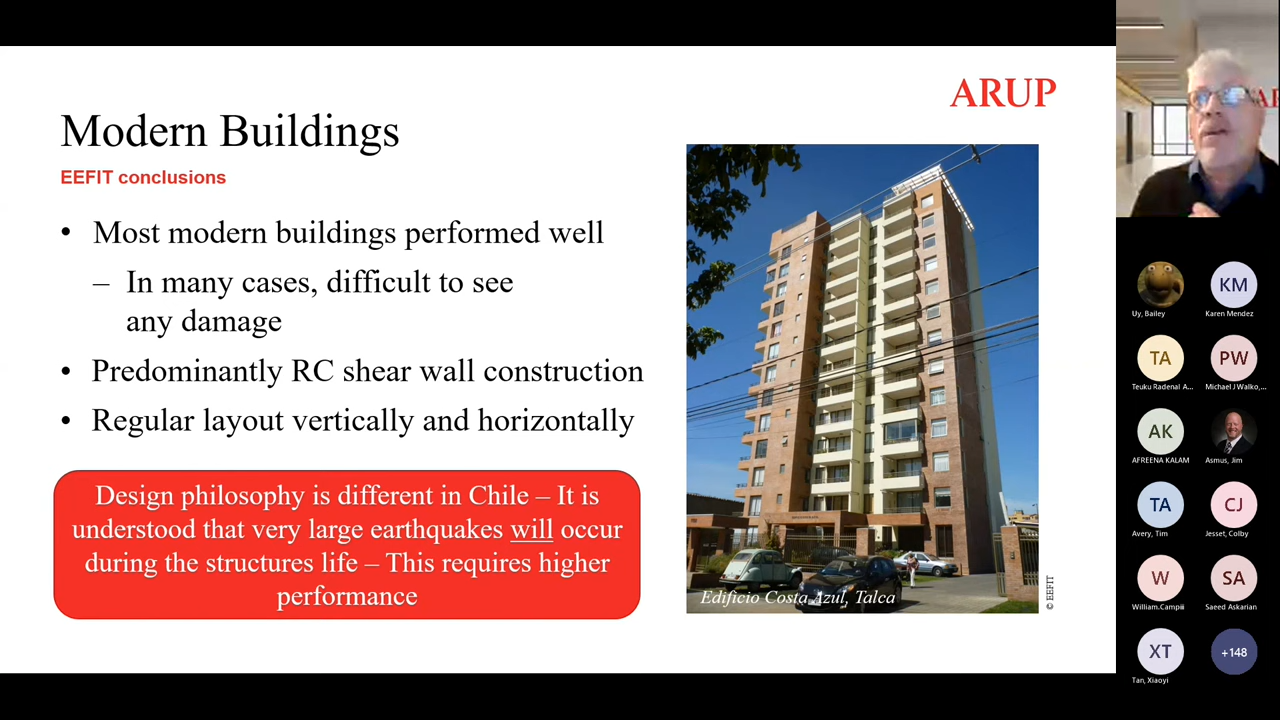 ARUP
Modern Buildings
EEFIT conclusions
• Most modern buildings performed well
– In many cases, difficult to see
any damage
• Predominantly RC shear wall construction
• Regular layout vertically and horizontally
Design philosophy is different in Chile – It is
understood that very large earthquakes will occur
during the structures life – This requires higher
performance
Edificio Costa Azul, Talca
© EEFIT
AR
Uy, Bailey
KM
Karen Mendez
TA
Teuku Radenal A...
PW
Michael J Walko,...
AK
AFREENA KALAM
Asmus, Jim
TA
Avery, Tim
CJ
Jesset, Colby
W
William.Campiii
SA
Saeed Askarian
XT
Tan, Xiaoyi
+148